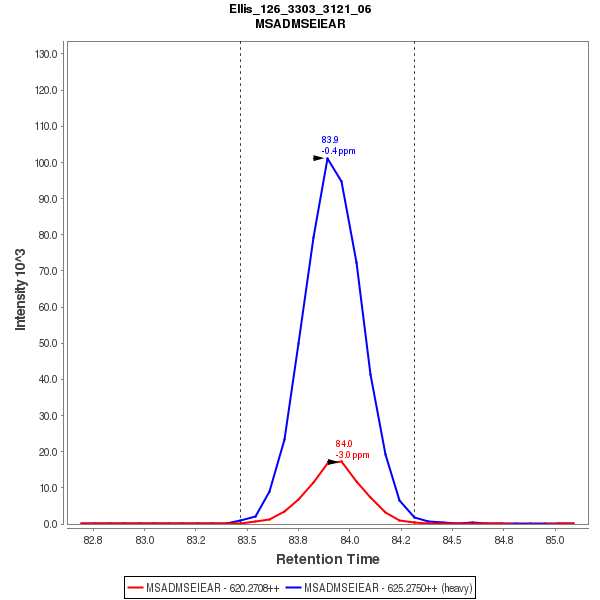 Ellis_126_3303_3121_06
MSADMSEIEAR
130.0
120.0
110.0
100.0
90.0
80.0
70.0
60.0
50.0
40.0
30.0
20.0
10.0
0.0
Intensity 10^3
83.9
-0.4 ppm
84.0
-3.0 ppm
82.8 83.0 83.2 83.5 83.8 84.0 84.2 84.5 84.8 85.0
Retention Time
MSADMSEIEAR - 620.2708++ MSADMSEIEAR - 625.2750++ (heavy)